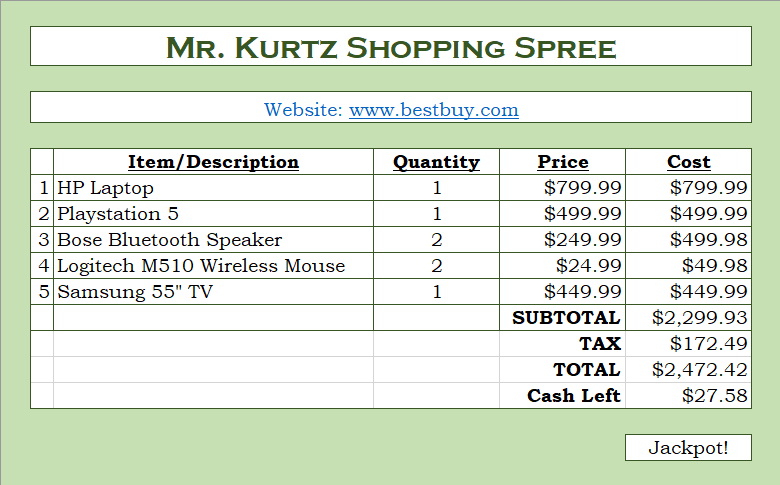 Mr. Kurtz Shopping Spree
Website: www.bestbuy.com
Item/Description Quantity Price Cost
1 HP Laptop 1 $799.99 $799.99
2 Playstation 5 1 $499.99 $499.99
3 Bose Bluetooth Speaker 2 $249.99 $499.98
4 Logitech M510 Wireless Mouse 2 $24.99 $49.98
5 Samsung 55" TV 1 $449.99 $449.99
SUBTOTAL $2,299.93
TAX $172.49
TOTAL $2,472.42
Cash Left $27.58
Jackpot!